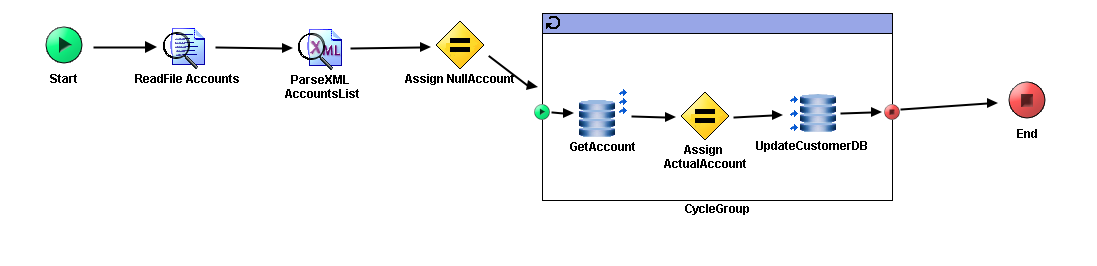 Start
ReadFile Accounts
XML
ParseXML
AccountsList
Assign NullAccount
GetAccount
Assign
ActualAccount
UpdateCustomerDB
CycleGroup
End